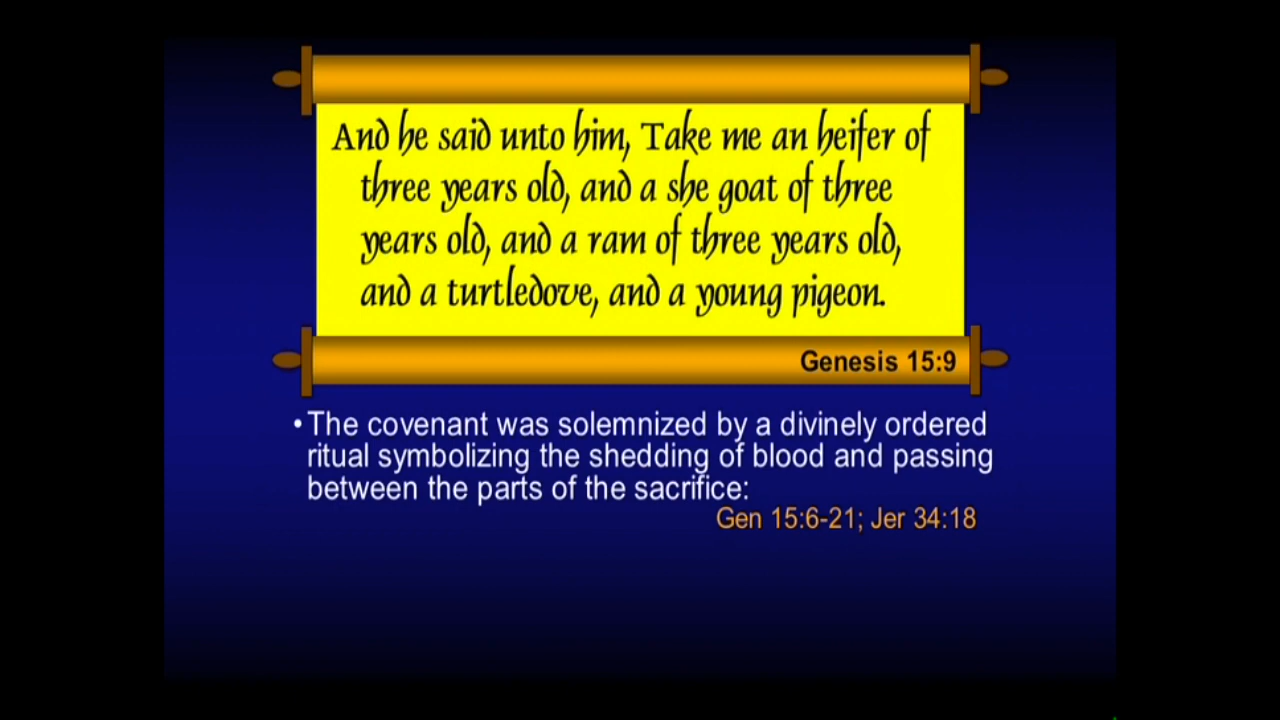 And he said unto him, Take me an heifer of
three years old, and a she goat of three
years old, and a ram of three years old,
and a turtledove, and a young pigeon.
Genesis 15:9
• The covenant was solemnized by a divinely ordered
ritual symbolizing the shedding of blood and passing
between the parts of the sacrifice:
Gen 15:6-21; Jer 34:18